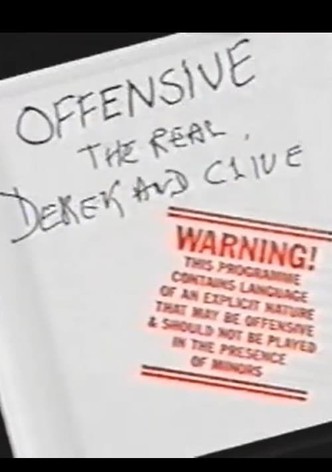 OFFENSIVE
THE REAL
DEREK AND CLIVE
WARNING!
THIS PROGRAMME
CONTAINS LANGUAGE
OF AN EXPLICIT NATURE
THAT MAY BE OFFENSIVE
& SHOULD NOT BE PLAYED
IN THE PRESENCE
OF MINORS